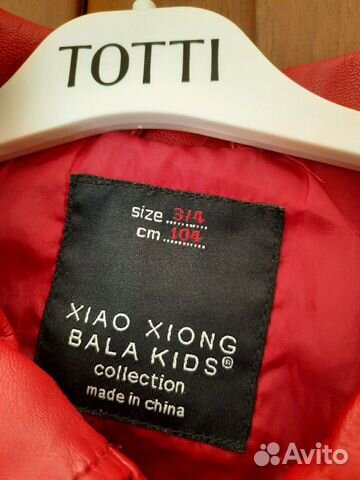 TOTTI
size 3/4
cm 104
XIAO XIONG
BALA KIDS®
collection
made in china
Avito